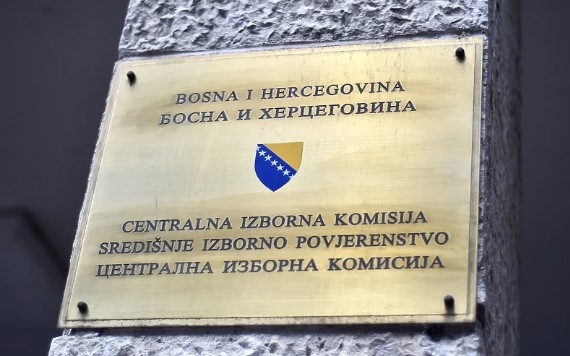 BOSNA I HERCEGOVINA
БОСНА И ХЕРЦЕГОВИНА
CENTRALNA IZBORNA KOMISIJA
SREDIŠNJE IZBORNO POVJERENSTVO
ЦЕНТРАЛНА ИЗБОРНА КОМИСИЈА